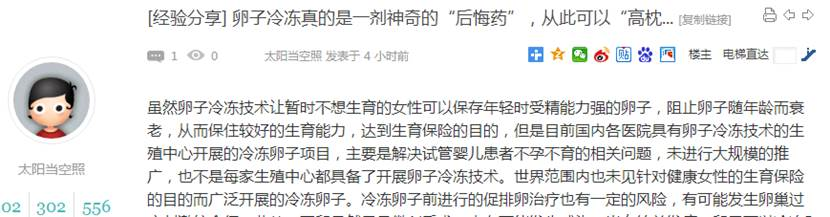 [经验分享] 卵子冷冻真的是一剂神奇的“后悔药”，从此可以“高枕... [复制链接]
1 0 太阳当空照 发表于 4 小时前 楼主 电梯直达
虽然卵子冷冻技术让暂时不想生育的女性可以保存年轻时受精能力强的卵子，阻止卵子随年龄而衰
老，从而保住较好的生育能力，达到生育保险的目的，但是目前国内各医院具有卵子冷冻技术的生
殖中心开展的冷冻卵子项目，主要是解决试管婴儿患者不孕不育的相关问题，未进行大规模的推
广，也不是每家生殖中心都具备了开展卵子冷冻技术。世界范围内也未见针对健康女性的生育保险
的目的而广泛开展的冷冻卵子。冷冻卵子前进行的促排卵治疗也有一定的风险，有可能发生卵巢过
太阳当空照
02 302 556